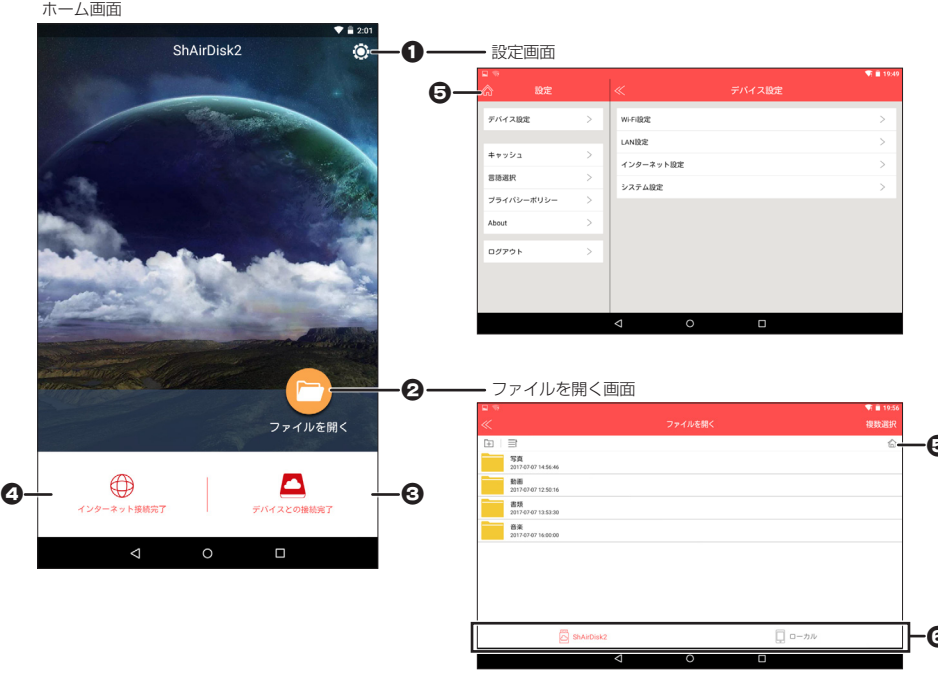 ホーム画面
2:01
ShAirDisk2
❶
設定画面
19:49
❺
設定
デバイス設定
デバイス設定
キャッシュ
言語選択
プライバシーポリシー
About
ログアウト
Wi-Fi設定
LAN設定
インターネット設定
システム設定
❷
ファイルを開く
ファイルを開く画面
19:56
ファイルを開く
複数選択
❺
写真
2017-07-07 14:56:46
動画
2017-07-07 12:50:16
書類
2017-07-07 13:53:30
音楽
2017-07-07 16:00:00
❹
インターネット接続完了
デバイスとの接続完了
❸
ShAirDisk2
ローカル
❻